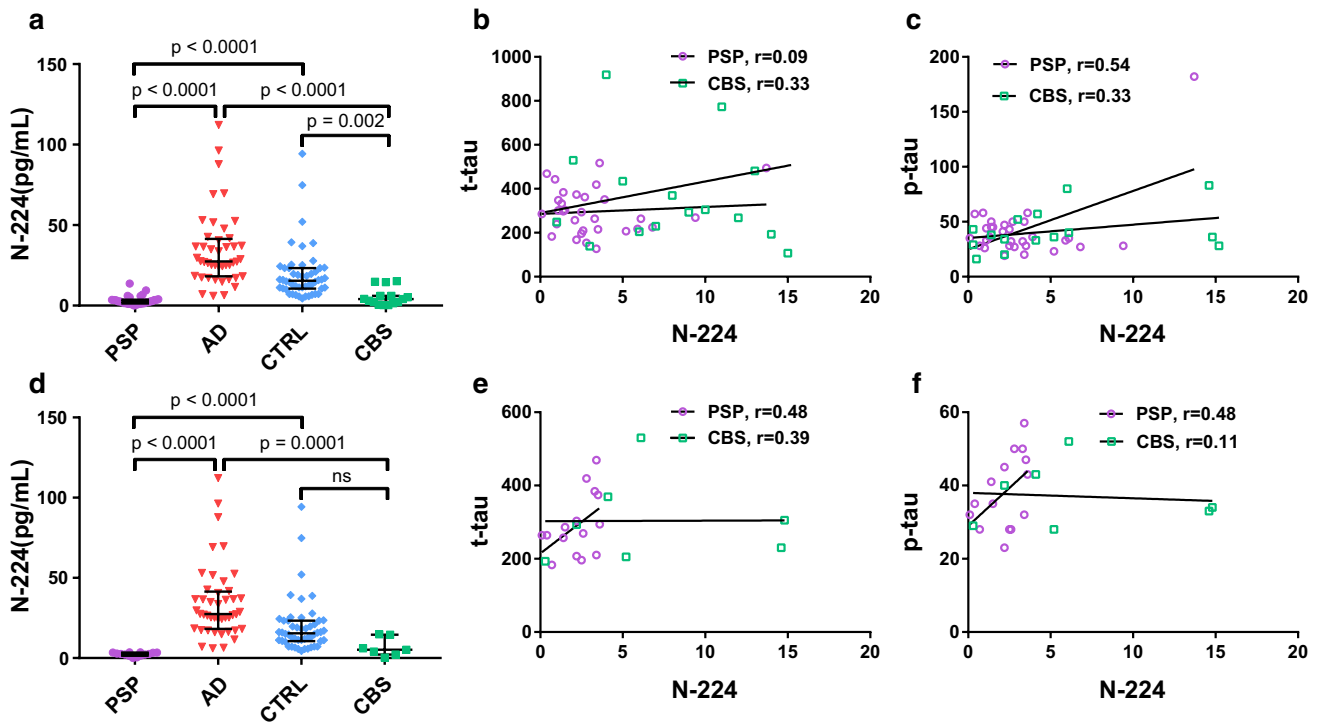 a
p < 0.0001
p < 0.0001
p < 0.0001
p = 0.002
N-224(pg/mL)
150
100
50
0
PSP
AD
CTRL
CBS
b
PSP, r=0.09
CBS, r=0.33
t-tau
1000
800
600
400
200
0
0 5 10 15 20
N-224
c
PSP, r=0.54
CBS, r=0.33
p-tau
200
150
100
50
0
0 5 10 15 20
N-224
d
p < 0.0001
p < 0.0001
p = 0.0001
ns
N-224(pg/mL)
150
100
50
0
PSP
AD
CTRL
CBS
e
PSP, r=0.48
CBS, r=0.39
t-tau
600
400
200
0
0 5 10 15 20
N-224
f
PSP, r=0.48
CBS, r=0.11
p-tau
60
40
20
0
0 5 10 15 20
N-224